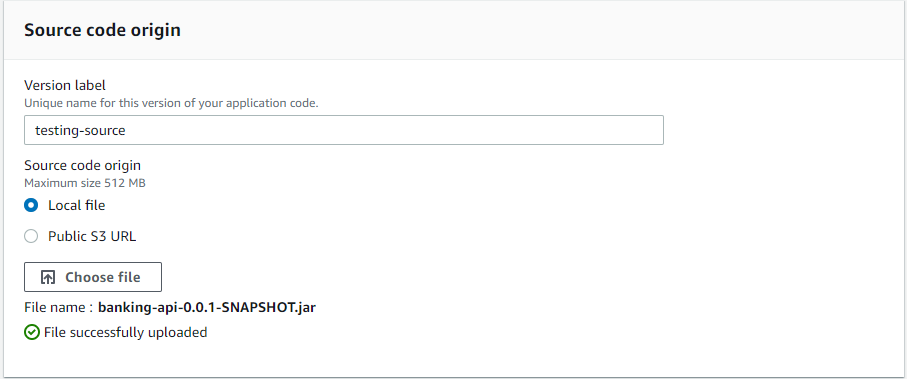 Source code origin
Version label
Unique name for this version of your application code.
testing-source
Source code origin
Maximum size 512 MB
Local file
Public S3 URL
Choose file
File name : banking-api-0.0.1-SNAPSHOT.jar
File successfully uploaded